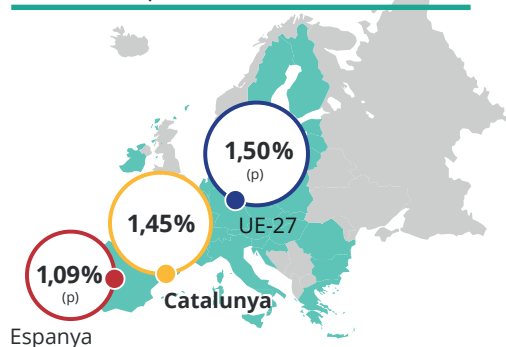 1,50%
(p)
UE-27
1,45%
Catalunya
1,09%
(p)
Espanya